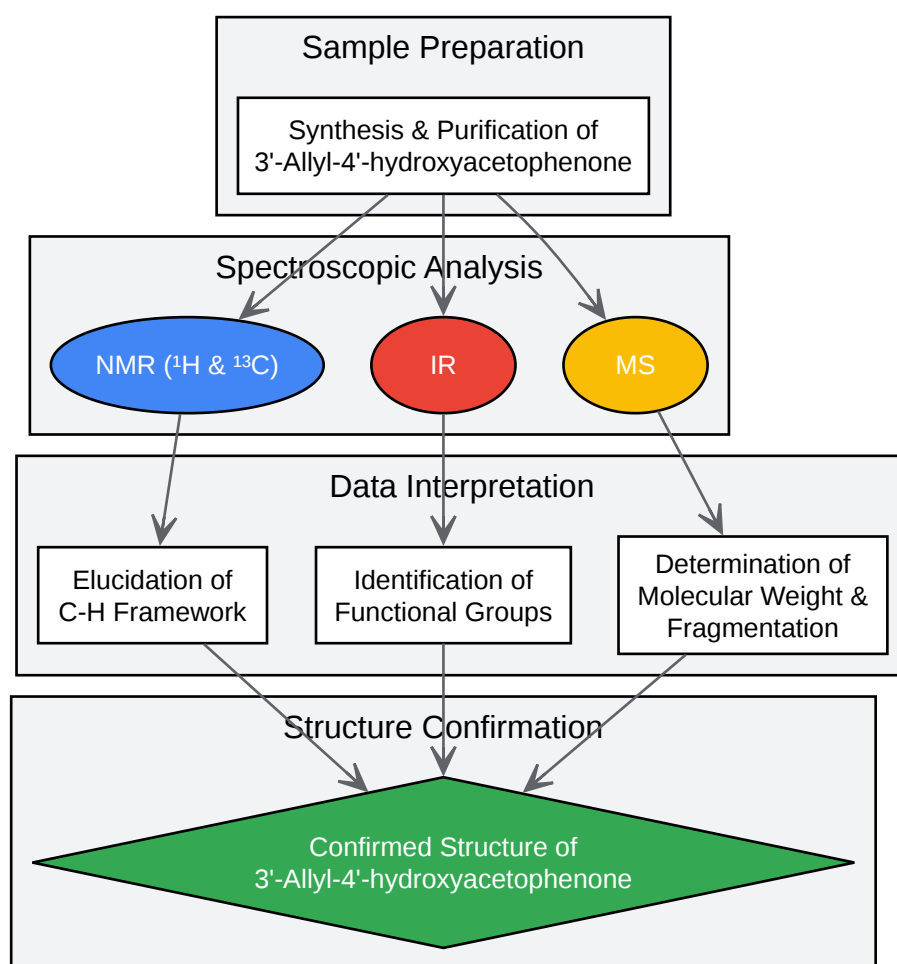 Sample Preparation
Synthesis & Purification of
3'-Allyl-4'-hydroxyacetophenone
Spectroscopic Analysis
NMR (¹H & ¹³C)
IR
MS
Data Interpretation
Elucidation of
C-H Framework
Identification of
Functional Groups
Determination of
Molecular Weight &
Fragmentation
Structure Confirmation
Confirmed Structure of
3'-Allyl-4'-hydroxyacetophenone